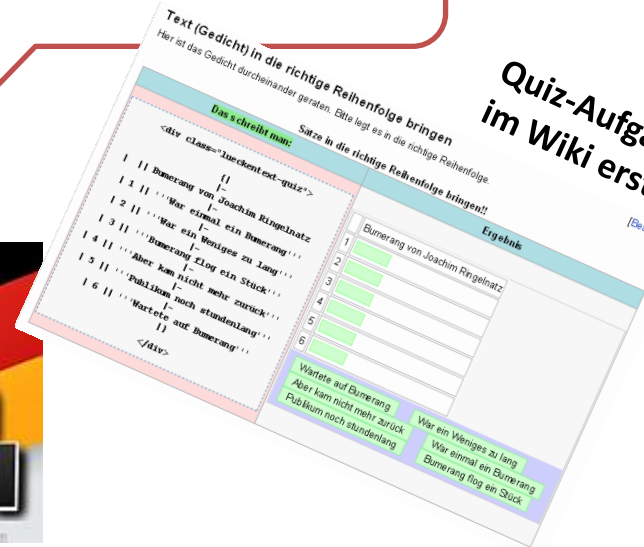 Text (Gedicht) in die richtige Reihenfolge bringen
Hier ist das Gedicht durcheinander geraten. Bitte legt es in die richtige Reihenfolge.
Sätze in die richtige Reihenfolge bringen!!
Das schreibt man:
<div class="lueckentext-quiz">
{|
| || Bumerang von Joachim Ringelnatz
|-
| 1 || '''War einmal ein Bumerang'''
|-
| 2 || '''War ein Weniges zu lang'''
|-
| 3 || '''Bumerang flog ein Stück'''
|-
| 4 || '''Aber kam nicht mehr zurück'''
|-
| 5 || '''Publikum noch stundenlang'''
|-
| 6 || '''Wartete auf Bumerang'''
|}
</div>
Ergebnis
Bumerang von Joachim Ringelnatz
1
2
3
4
5
6
Wartete auf Bumerang
War ein Weniges zu lang
Aber kam nicht mehr zurück
War einmal ein Bumerang
Publikum noch stundenlang
Bumerang flog ein Stück
Quiz-Aufga
im Wiki erst
[Be